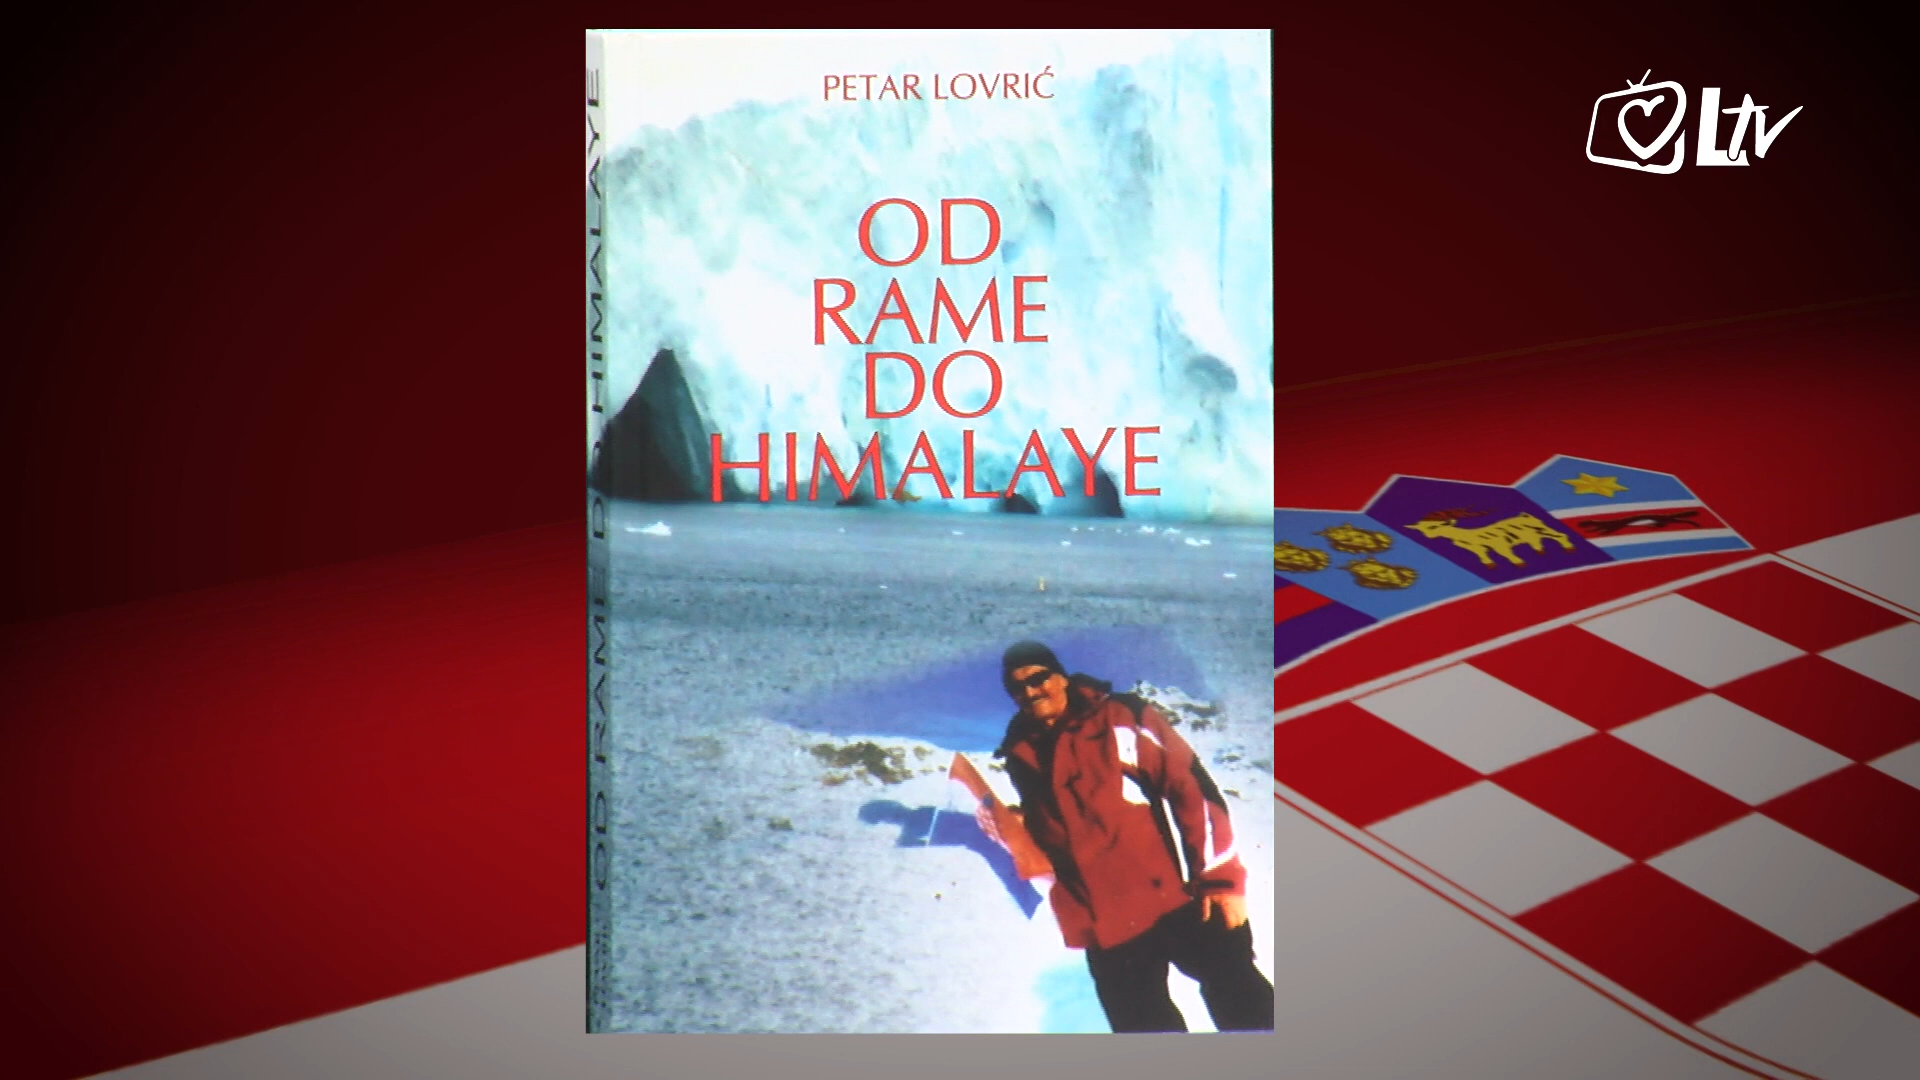 PETAR LOVRIĆ
OD
RAME
DO
HIMALAYE
OD RAME DO HIMALAYE
LTV